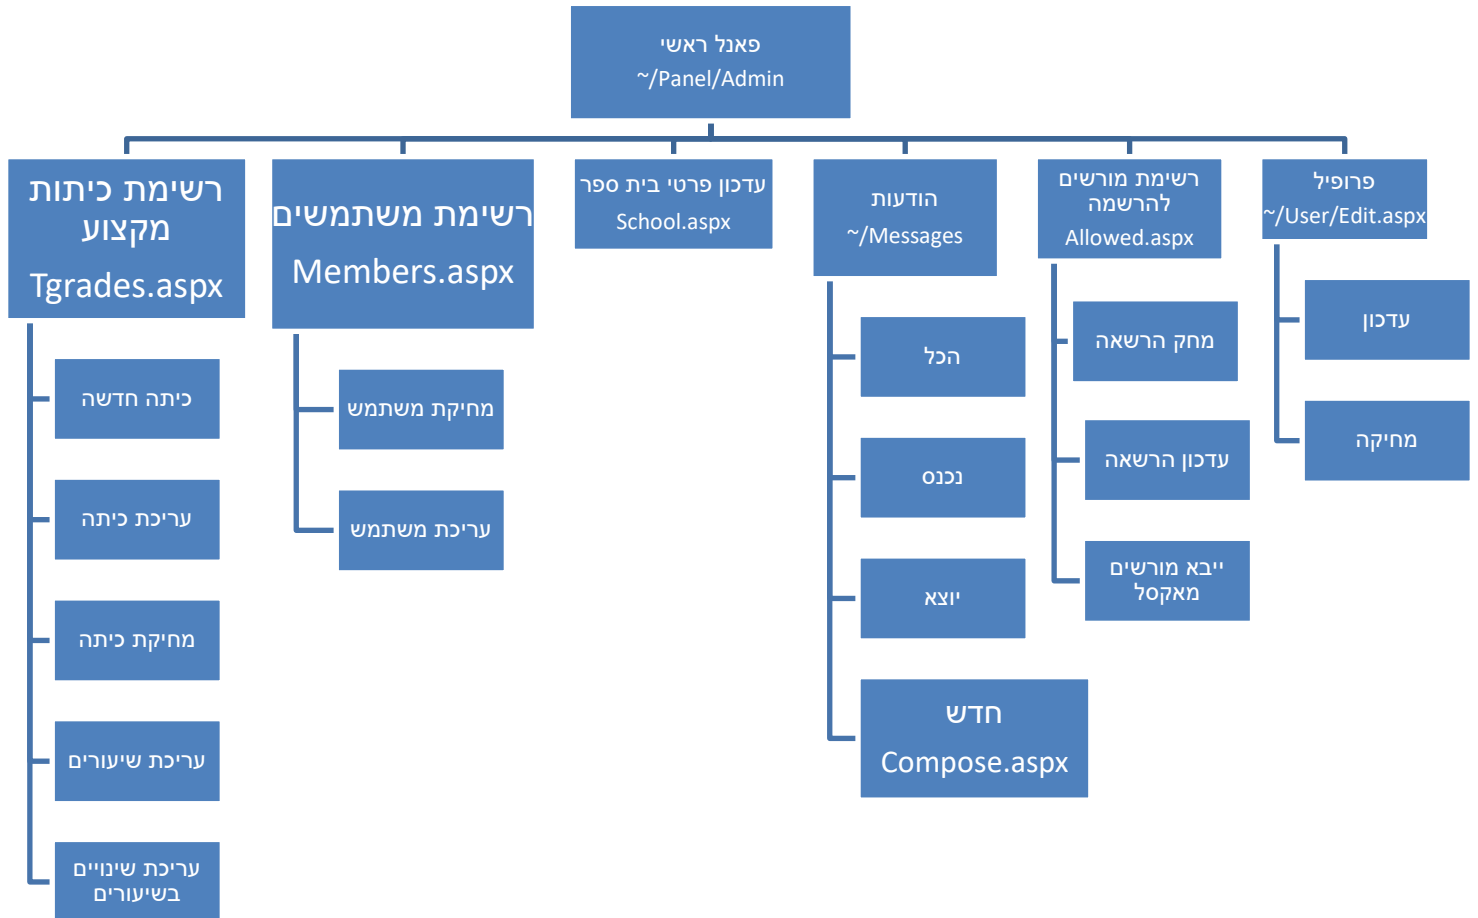 פאנל ראשי
~/Panel/Admin
פרופיל
~/User/Edit.aspx
עדכון
מחיקה
רשימת מורשים
להרשמה
Allowed.aspx
מחק הרשאה
עדכון הרשאה
ייבא מורשים
מאקסל
הודעות
~/Messages
הכל
נכנס
יוצא
חדש
Compose.aspx
עדכון פרטי בית ספר
School.aspx
רשימת משתמשים
Members.aspx
מחיקת משתמש
עריכת משתמש
רשימת כיתות
מקצוע
Tgrades.aspx
כיתה חדשה
עריכת כיתה
מחיקת כיתה
עריכת שיעורים
עריכת שינויים
בשיעורים